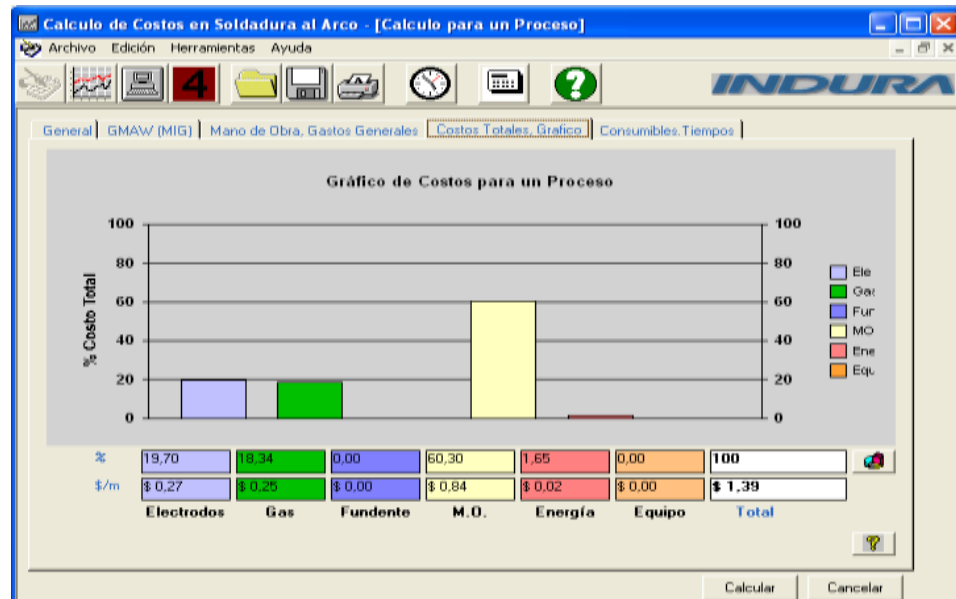 Calculo de Costos en Soldadura al Arco - [Calculo para un Proceso]
Archivo Edición Herramientas Ayuda
4 ? INDURA
General GMAW (MIG) Mano de Obra, Gastos Generales Costos Totales, Grafico Consumibles.Tiempos
Gráfico de Costos para un Proceso
% Costo Total
100 100
80 80
60 60
40 40
20 20
0 0
Ele
Gas
Fur
MO
Ene
Equ
% 19,70 18,34 0,00 60,30 1,65 0,00 100
$/m $ 0,27 $ 0,25 $ 0,00 $ 0,84 $ 0,02 $ 0,00 $ 1,39
Electrodos Gas Fundente M.O. Energía Equipo Total
?
Calcular Cancelar